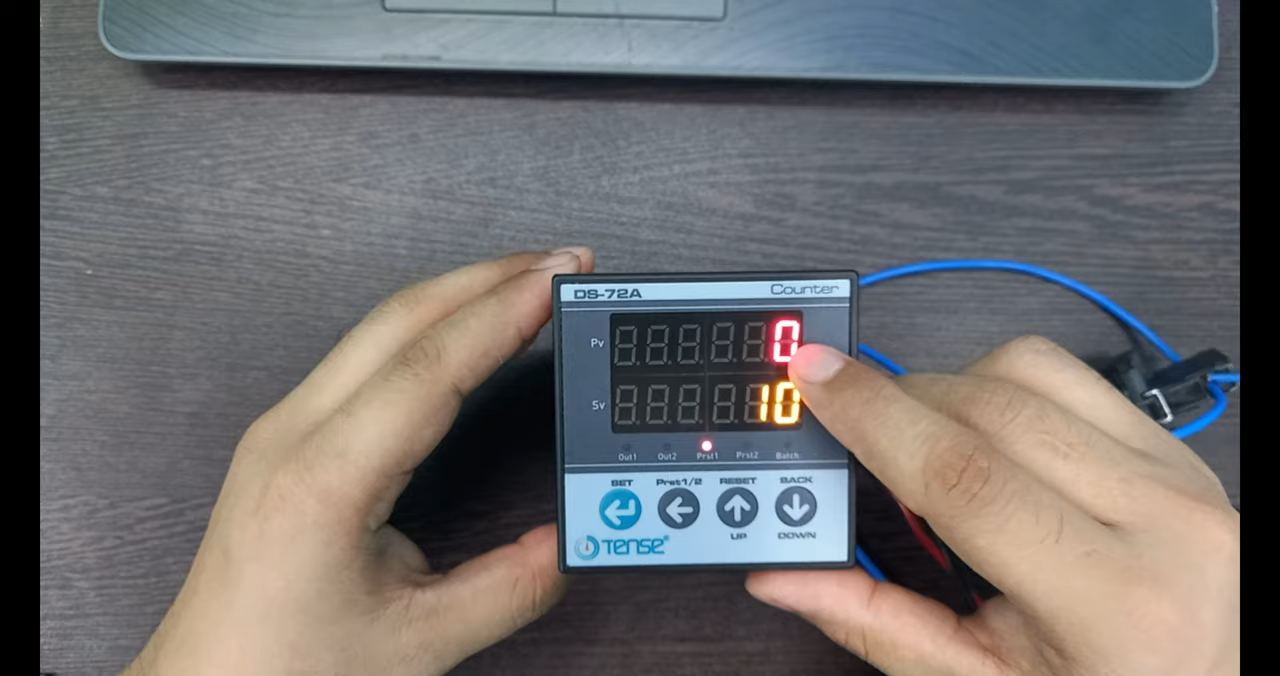 DS-72A Counter
Pv 0
Sv 10
Out1 Out2 Prst1 Prst2 Batch
SET Prst1/2 RESET BACK
UP DOWN
TENSE®